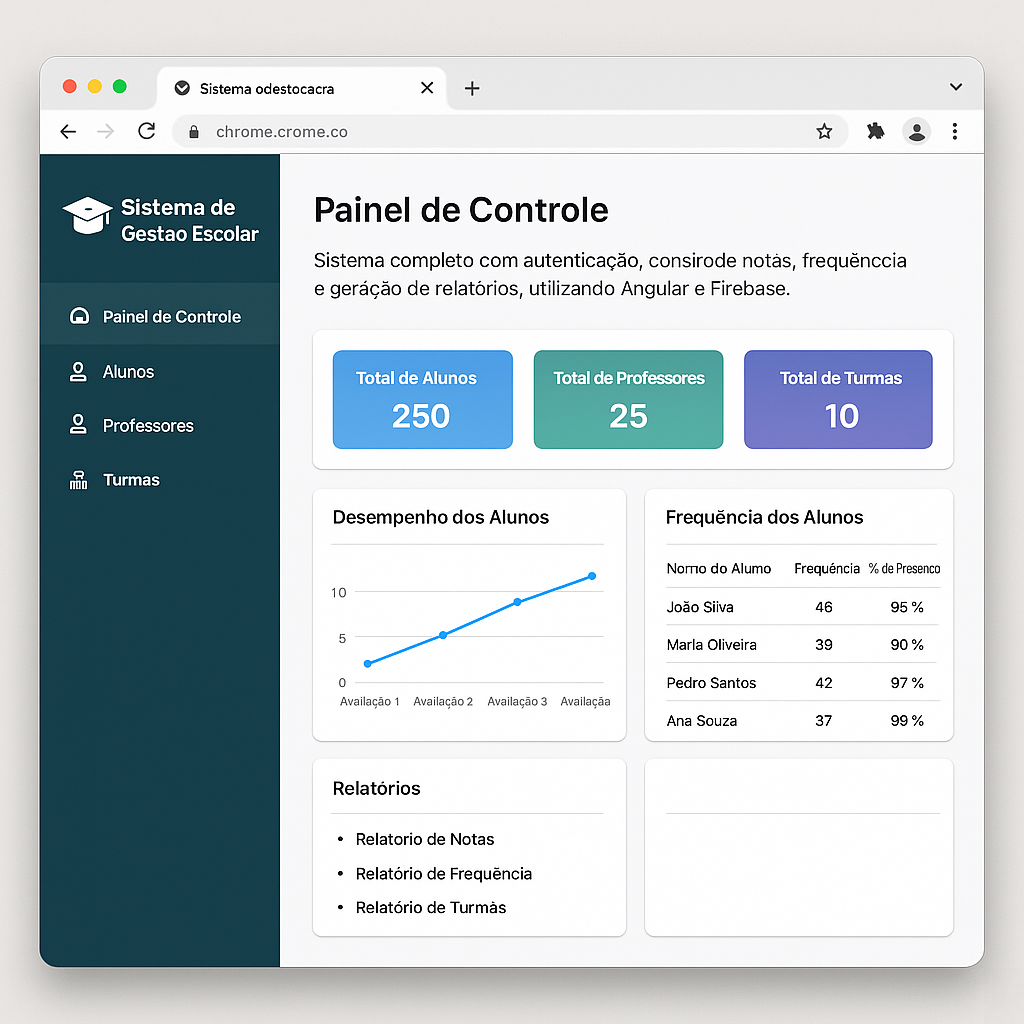 Sistema odestocacra
chrome.crome.co
Sistema de
Gestao Escolar
Painel de Controle
Alunos
Professores
Turmas
Painel de Controle
Sistema completo com autenticação, consirode notás, frequênccia
e geráção de relatórios, utilizando Angular e Firebase.
Total de Alunos
250
Total de Professores
25
Total de Turmas
10
Desempenho dos Alunos
10
5
0
Availação 1 Availação 2 Availação 3 Availaçãa
Frequência dos Alunos
Norno do Alumo Frequéncia % de Presenco
João Siiva 46 95 %
Marla Oliveira 39 90 %
Pedro Santos 42 97 %
Ana Souza 37 99 %
Relatórios
• Relatorio de Notas
• Relatório de Frequência
• Relatório de Turmàs